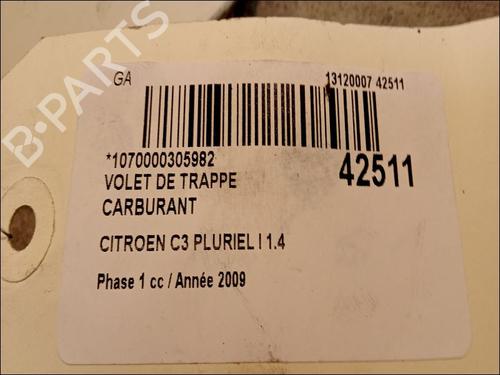 GA
13120007 42511
*1070000305982
42511
VOLET DE TRAPPE
CARBURANT
CITROEN C3 PLURIEL I 1.4
Phase 1 cc / Année 2009
B-PARTS